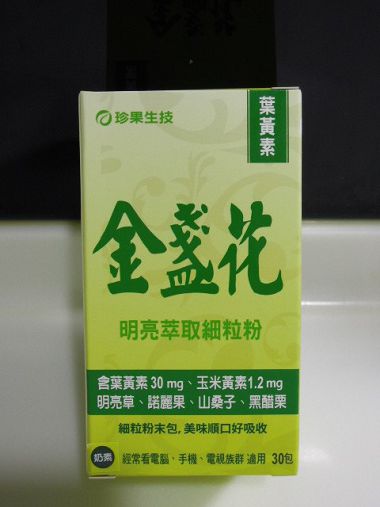 珍果生技
葉黃素
金盞花
明亮萃取細粒粉
含葉黃素30 mg、玉米黃素1.2 mg
明亮草、諾麗果、山桑子、黑醋栗
細粒粉末包,美味順口好吸收
奶素
經常看電腦、手機、電視族群 適用 30包